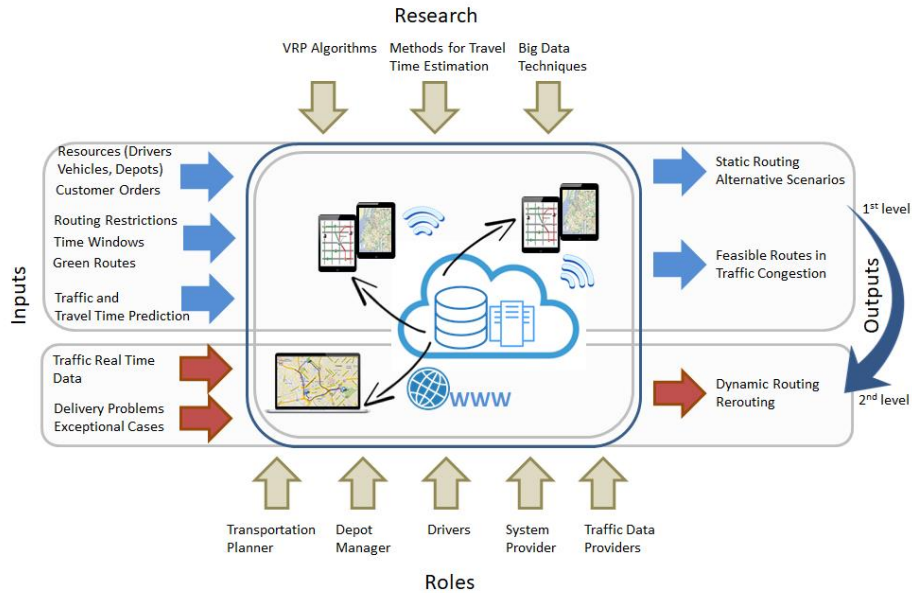 Research
VRP Algorithms
Methods for Travel
Time Estimation
Big Data
Techniques
Inputs
Resources (Drivers
Vehicles, Depots)
Customer Orders
Routing Restrictions
Time Windows
Green Routes
Traffic and
Travel Time Prediction
Traffic Real Time
Data
Delivery Problems
Exceptional Cases
WWW
Static Routing
Alternative Scenarios
Feasible Routes in
Traffic Congestion
Dynamic Routing
Rerouting
1st level
Outputs
2nd level
Transportation
Planner
Depot
Manager
Drivers
System
Provider
Traffic Data
Providers
Roles